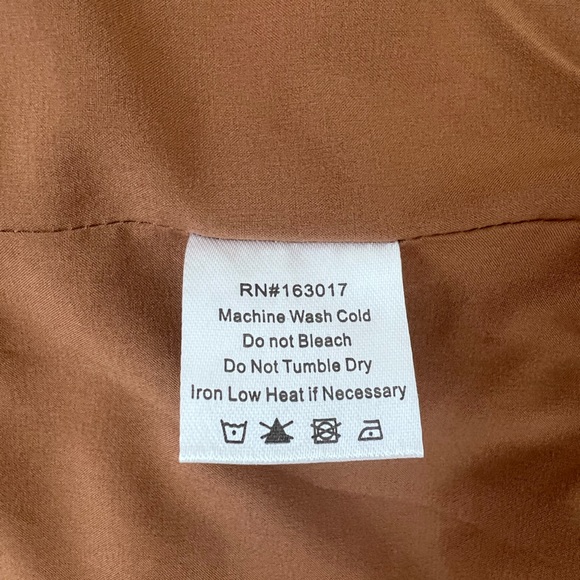 RN#163017
Machine Wash Cold
Do not Bleach
Do Not Tumble Dry
Iron Low Heat if Necessary